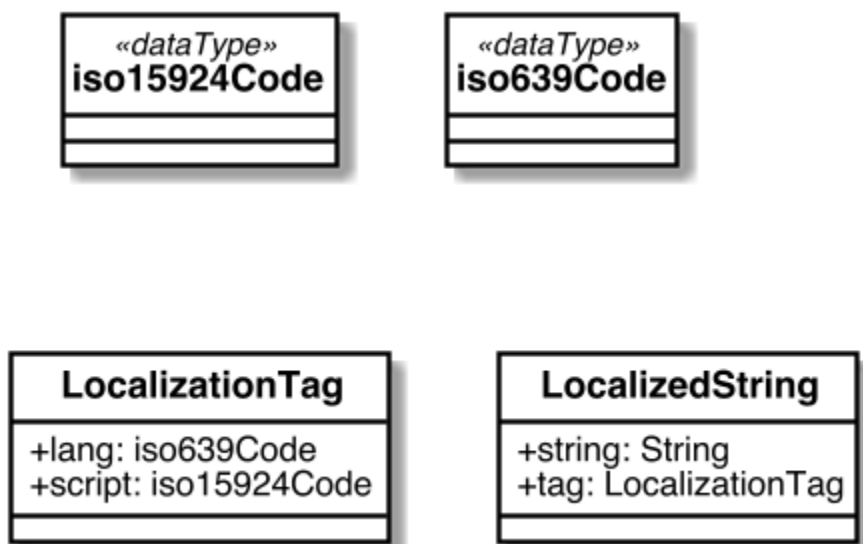 «dataType»
iso15924Code
«dataType»
iso639Code
LocalizationTag
+lang: iso639Code
+script: iso15924Code
LocalizedString
+string: String
+tag: LocalizationTag